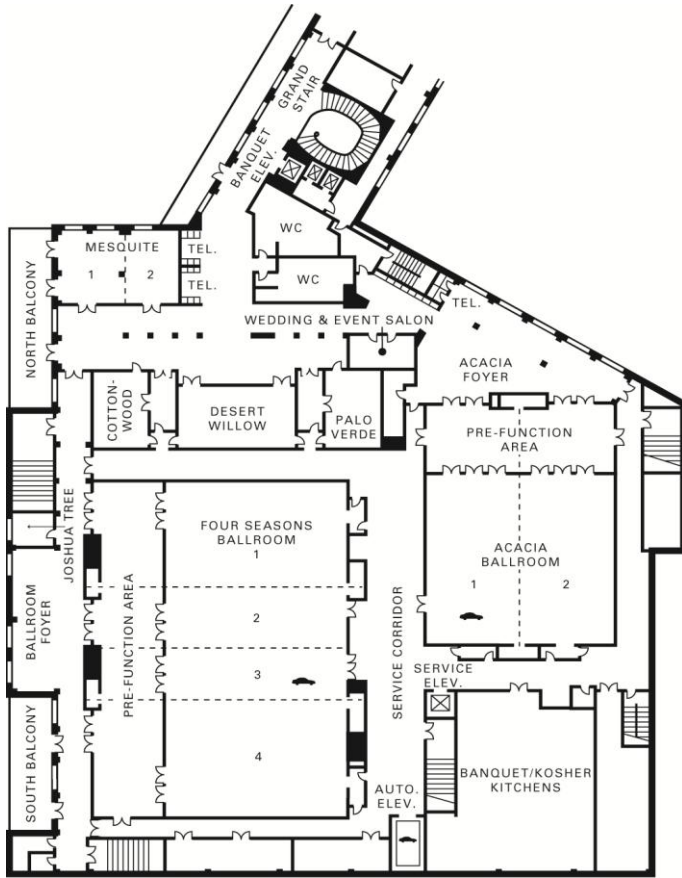 GRAND
STAIR
BANQUET
ELEV.
WC
WC
MESQUITE
1
2
TEL.
TEL.
NORTH BALCONY
WEDDING & EVENT SALON
TEL.
ACACIA
FOYER
COTTON-
WOOD
DESERT
WILLOW
PALO
VERDE
PRE-FUNCTION
AREA
JOSHUA TREE
FOUR SEASONS
BALLROOM
1
2
3
4
PRE-FUNCTION AREA
ACACIA
BALLROOM
1
2
BALLROOM
FOYER
SERVICE CORRIDOR
SERVICE
ELEV.
SOUTH BALCONY
AUTO.
ELEV.
BANQUET/KOSHER
KITCHENS